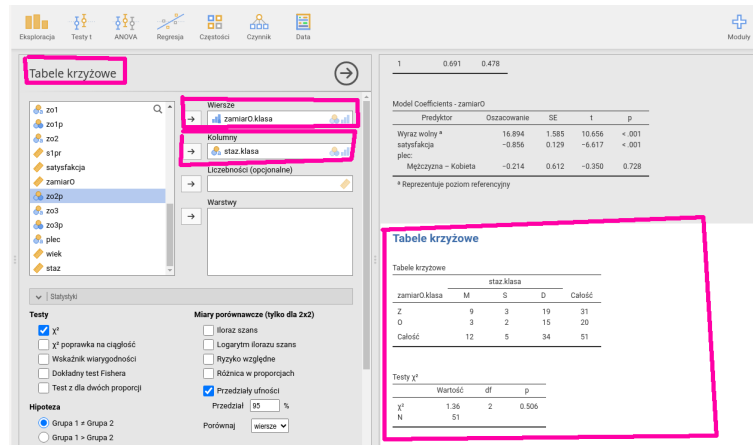 Eksploracja Testy t ANOVA Regresja Częstości Czynnik Data Moduły
Tabele krzyżowe
zo1
zo1p
zo2
s1pr
satysfakcja
zamiarO
zo2p
zo3
zo3p
plec
wiek
staz
Wiersze
zamiarO.klasa
Kolumny
staz.klasa
Liczebności (opcjonalne)
Warstwy
| Statystyki
Testy
χ²
χ² poprawka na ciągłość
Wskaźnik wiarygodności
Dokładny test Fishera
Test z dla dwóch proporcji
Hipoteza
Grupa 1 ≠ Grupa 2
Grupa 1 > Grupa 2
Miary porównawcze (tylko dla 2x2)
Iloraz szans
Logarytm ilorazu szans
Ryzyko względne
Różnica w proporcjach
Przedziały ufności
Przedział 95 %
Porównaj wiersze
1 0.691 0.478
Model Coefficients - zamiarO
Predyktor Oszacowanie SE t p
Wyraz wolny ª 16.894 1.585 10.656 < .001
satysfakcja −0.856 0.129 −6.617 < .001
plec:
Mężczyzna – Kobieta −0.214 0.612 −0.350 0.728
ª Reprezentuje poziom referencyjny
Tabele krzyżowe
Tabele krzyżowe
staz.klasa
zamiarO.klasa M S D Całość
Z 9 3 19 31
O 3 2 15 20
Całość 12 5 34 51
Testy χ²
Wartość df p
χ² 1.36 2 0.506
N 51